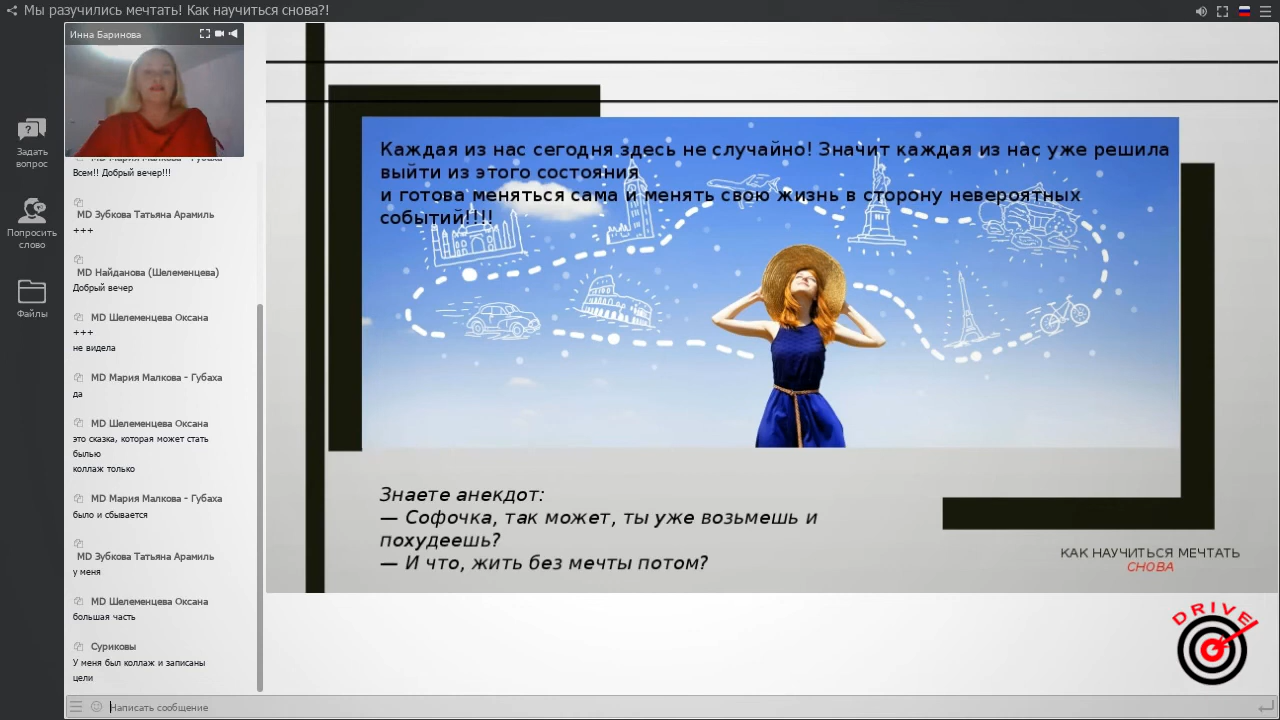 Мы разучились мечтать! Как научиться снова?!
Инна Баринова
Задать
вопрос
Попросить
слово
Файлы
MD Мария Малкова - Губаха
Всем!! Добрый вечер!!!
MD Зубкова Татьяна Арамиль
+++
MD Найданова (Шелеменцева)
Добрый вечер
MD Шелеменцева Оксана
+++
не видела
MD Мария Малкова - Губаха
да
MD Шелеменцева Оксана
это сказка, которая может стать
былью
коллаж только
MD Мария Малкова - Губаха
было и сбывается
MD Зубкова Татьяна Арамиль
у меня
MD Шелеменцева Оксана
большая часть
Суриковы
У меня был коллаж и записаны
цели
Написать сообщение
Каждая из нас сегодня здесь не случайно! Значит каждая из нас уже решила
выйти из этого состояния
и готова меняться сама и менять свою жизнь в сторону невероятных
событий!!!!
Знаете анекдот:
— Софочка, так может, ты уже возьмешь и
похудеешь?
— И что, жить без мечты потом?
КАК НАУЧИТЬСЯ МЕЧТАТЬ
СНОВА
DRIVE